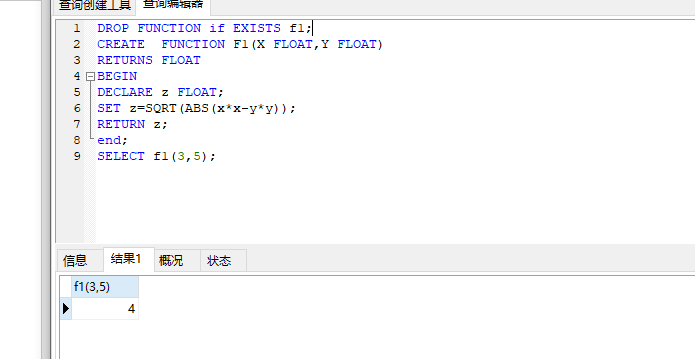 查询创建工具 查询编辑器
1 DROP FUNCTION if EXISTS f1;
2 CREATE  FUNCTION F1(X FLOAT,Y FLOAT)
3 RETURNS FLOAT
4 BEGIN
5 DECLARE z FLOAT;
6 SET z=SQRT(ABS(x*x-y*y));
7 RETURN z;
8 end;
9 SELECT f1(3,5);
信息 结果1 概况 状态
f1(3,5)
4